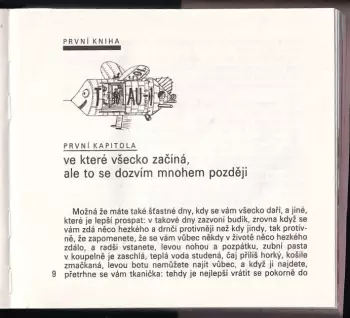 PRVNÍ KNIHA
PRVNÍ KAPITOLA
ve které všecko začíná,
ale to se dozvím mnohem později
Možná že máte také šťastné dny, kdy se vám všecko daří, a jiné,
které je lepší prospat: v takové dny zazvoní budík, zrovna když se
vám zdá něco hezkého a drnčí protivněji než kdy jindy, tak protiv-
ně, že zapomenete, že se vám vůbec někdy v životě něco hezkého
zdálo, a radši vstanete, levou nohou a pozpátku, zubní pasta
v koupelně je zaschlá, teplá voda studená, čaj příliš horký, košile
zmačkaná, levou botu nemůžete najít vůbec, a když ji najdete,
9 přetrhne se vám tkanička: tehdy je nejlepší vrátit se pokorně do